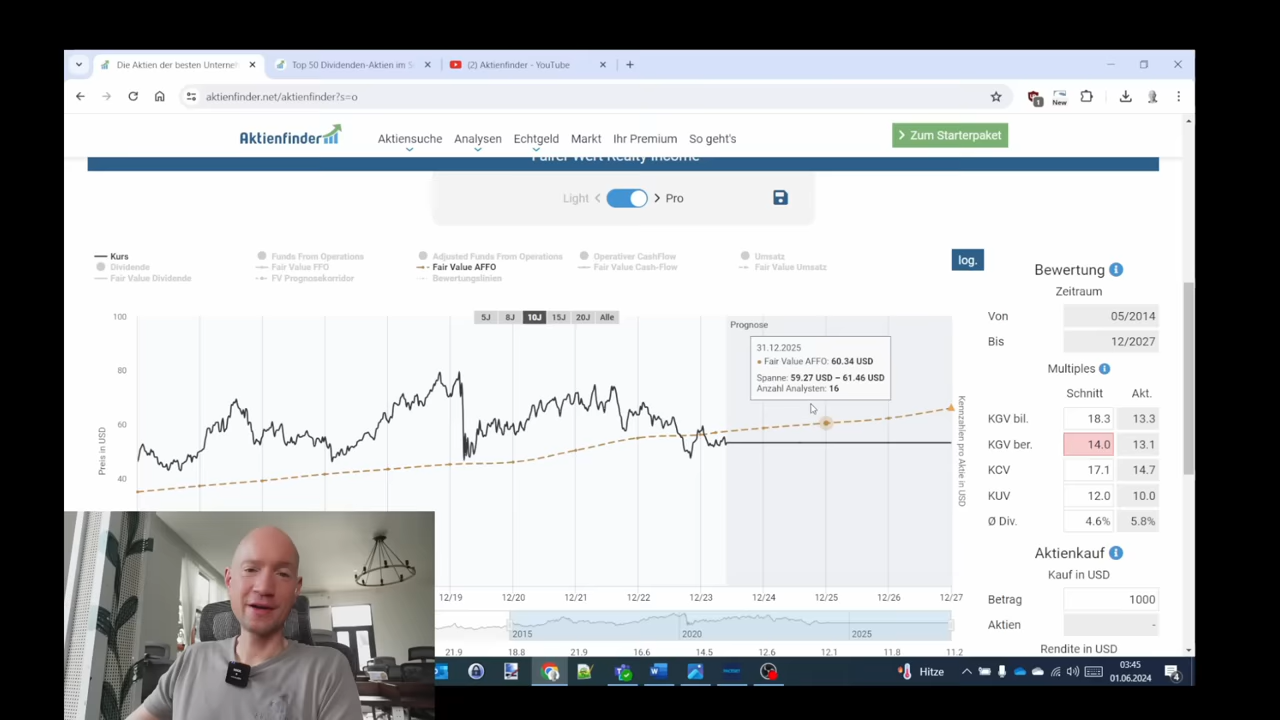 Die Aktien der besten Unterneh
Top 50 Dividenden-Aktien im S
(2) Aktienfinder - YouTube
aktienfinder.net/aktienfinder?s=o
1
New
Aktienfinder
Aktiensuche Analysen Echtgeld Markt Ihr Premium So geht's
Zum Starterpaket
Fairer Wert Realty Income
Light < > Pro
Kurs
Funds From Operations
Adjusted Funds From Operations
Operativer CashFlow
Umsatz
Dividende
Fair Value FFO
Fair Value AFFO
Fair Value Cash-Flow
Fair Value Umsatz
Fair Value Dividende
FV Prognosekorridor
Bewertungslinien
log.
5J 8J 10J 15J 20J Alle
100
80
60
40
Preis in USD
Prognose
31.12.2025
Fair Value AFFO: 60.34 USD
Spanne: 59.27 USD – 61.46 USD
Anzahl Analysten: 16
Kennzahlen pro Aktie in USD
12/19 12/20 12/21 12/22 12/23 12/24 12/25 12/26 12/27
2015 2020 2025
21.9 18.8 21.9 16.6 14.5 12.6 12.1 11.8 11.2
Bewertung
Zeitraum
Von 05/2014
Bis 12/2027
Multiples
Schnitt Akt.
KGV bil. 18.3 13.3
KGV ber. 14.0 13.1
KCV 17.1 14.7
KUV 12.0 10.0
Ø Div. 4.6% 5.8%
Aktienkauf
Kauf in USD
Betrag 1000
Aktien -
Rendite in USD
Hitze
03:45
01.06.2024
4